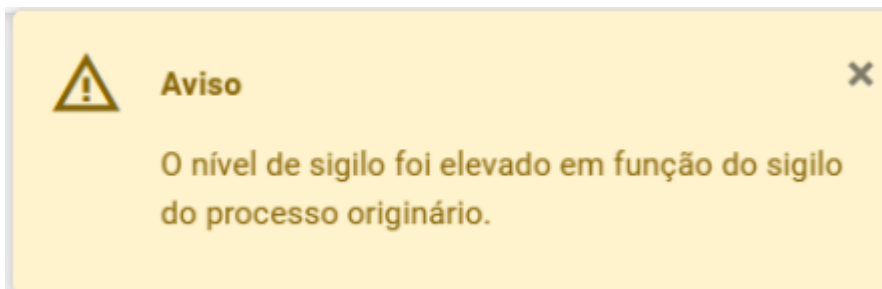 Aviso
O nível de sigilo foi elevado em função do sigilo
do processo originário.